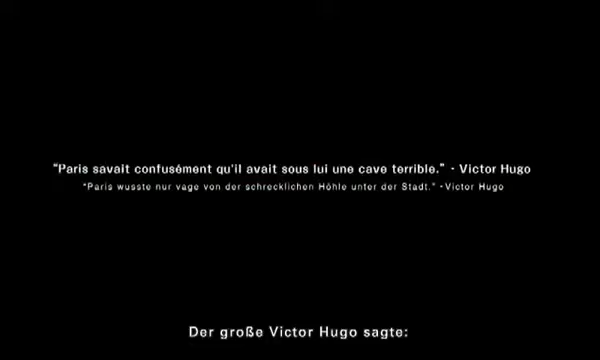 “Paris savait confusément qu'il avait sous lui une cave terrible.” - Victor Hugo
“Paris wusste nur vage von der schrecklichen Höhle unter der Stadt.” - Victor Hugo
Der große Victor Hugo sagte: